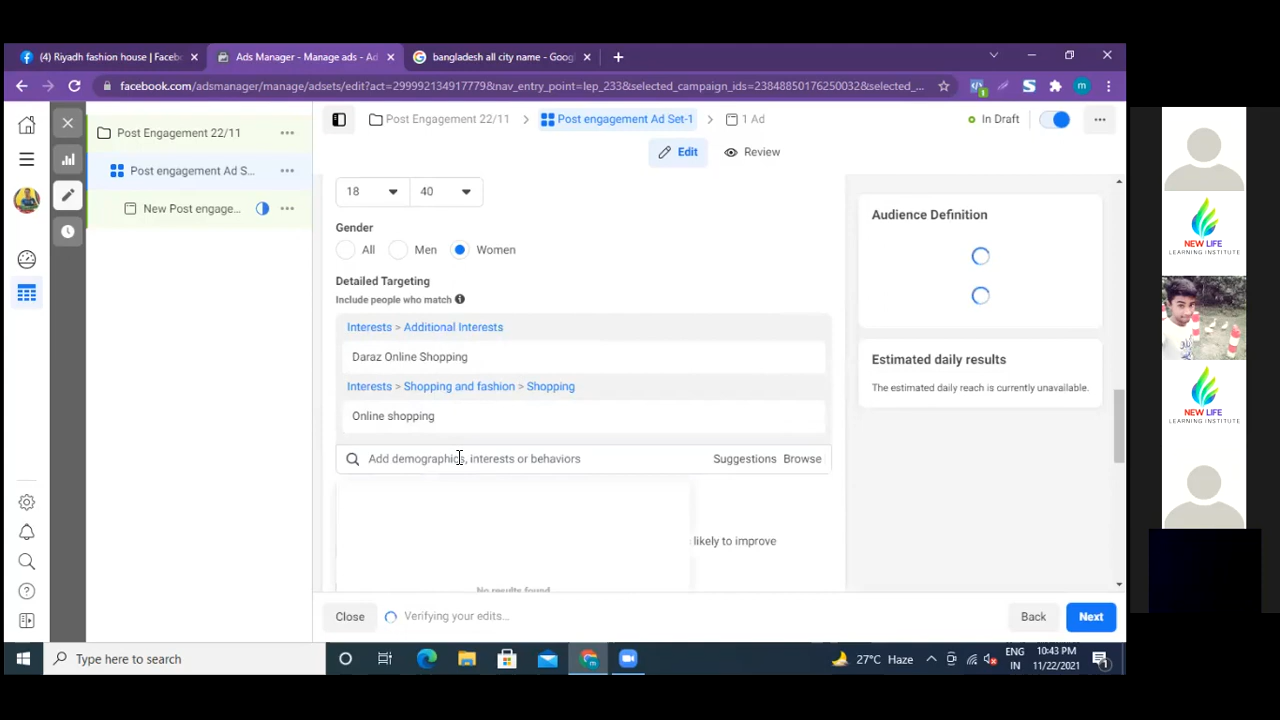 (4) Riyadh fashion house | Faceb
Ads Manager - Manage ads - Ad
bangladesh all city name - Goog
facebook.com/adsmanager/manage/adsets/edit?act=299992134917779&nav_entry_point=lep_233&selected_campaign_ids=23848850176250032&selected_...
m
1
Post Engagement 22/11
Post engagement Ad S...
New Post engage...
Post Engagement 22/11 > Post engagement Ad Set-1 > 1 Ad
In Draft
Edit
Review
18
40
Gender
All
Men
Women
Detailed Targeting
Include people who match
Interests > Additional Interests
Daraz Online Shopping
Interests > Shopping and fashion > Shopping
Online shopping
Add demographics, interests or behaviors
Suggestions
Browse
likely to improve
No results found
Audience Definition
Estimated daily results
The estimated daily reach is currently unavailable.
Close
Verifying your edits...
Back
Next
Type here to search
27°C Haze
ENG
IN
10:43 PM
11/22/2021
1
NEW LIFE
LEARNING INSTITUTE
NEW LIFE
LEARNING INSTITUTE